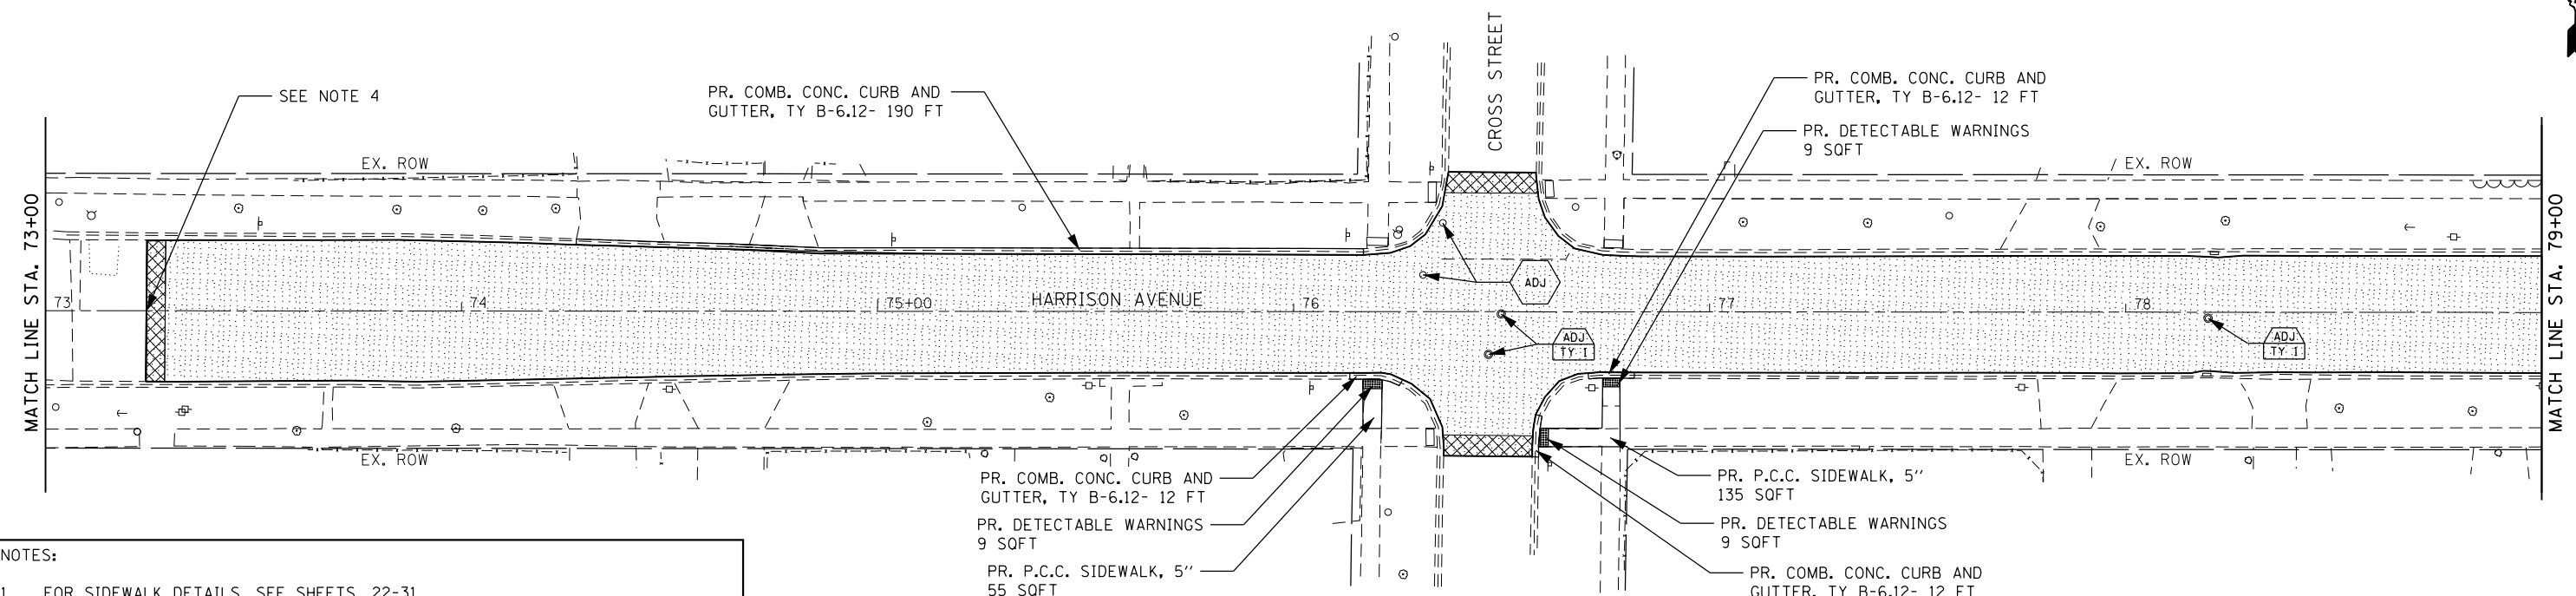 CROSS STREET
SEE NOTE 4
PR. COMB. CONC. CURB AND
GUTTER, TY B-6.12- 190 FT
PR. COMB. CONC. CURB AND
GUTTER, TY B-6.12- 12 FT
PR. DETECTABLE WARNINGS
9 SQFT
EX. ROW
EX. ROW
MATCH LINE STA. 73+00
MATCH LINE STA. 79+00
73
74
75+00
HARRISON AVENUE
76
77
78
ADJ
ADJ
TY 1
ADJ
TY 1
EX. ROW
EX. ROW
PR. COMB. CONC. CURB AND
GUTTER, TY B-6.12- 12 FT
PR. DETECTABLE WARNINGS
9 SQFT
PR. P.C.C. SIDEWALK, 5''
55 SQFT
PR. P.C.C. SIDEWALK, 5''
135 SQFT
PR. DETECTABLE WARNINGS
9 SQFT
PR. COMB. CONC. CURB AND
GUTTER, TY B-6.12- 12 FT
NOTES:
1. FOR SIDEWALK DETAILS, SEE SHEETS 22-31